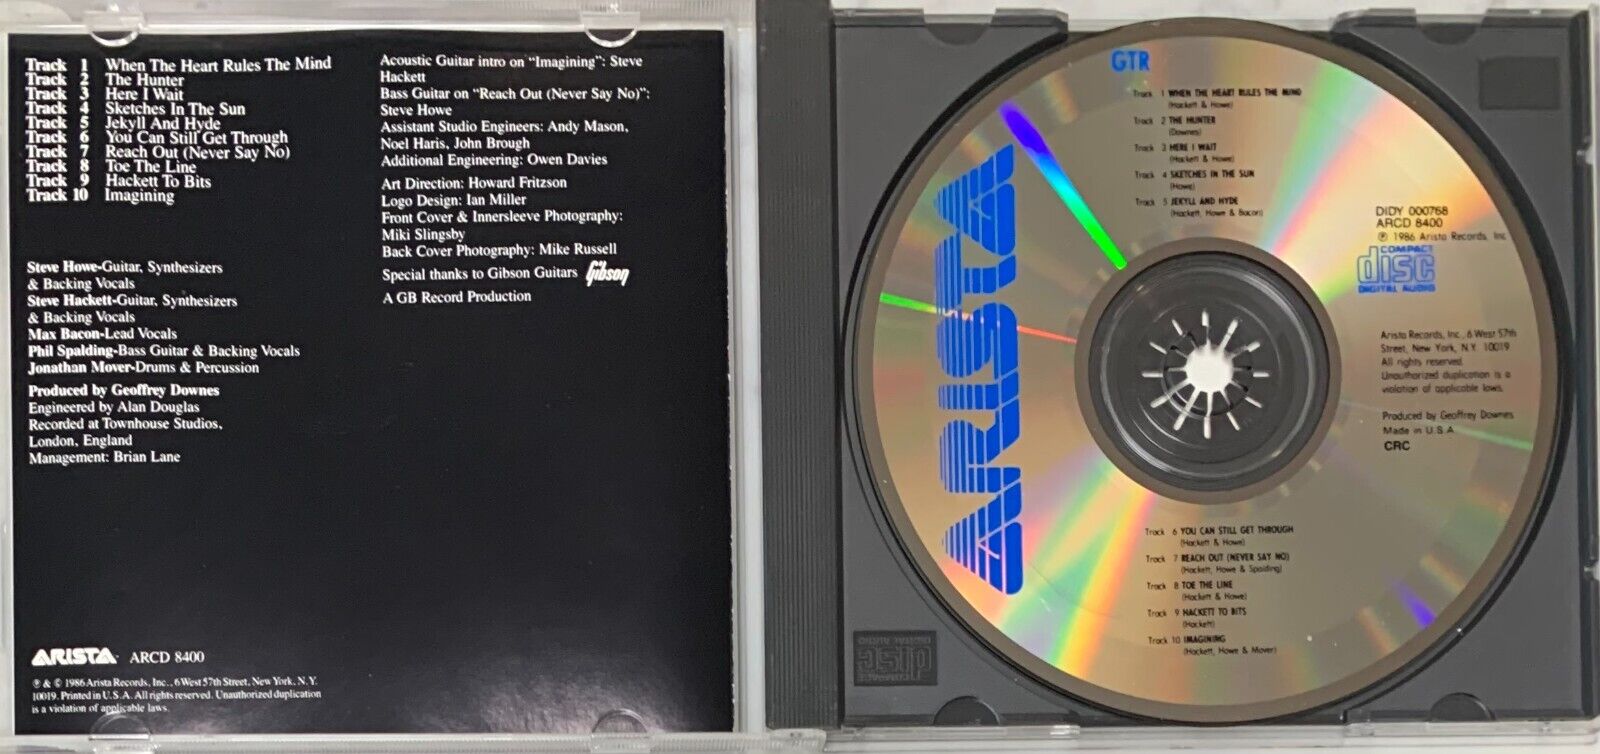 Track 1 When The Heart Rules The Mind
Track 2 The Hunter
Track 3 Here I Wait
Track 4 Sketches In The Sun
Track 5 Jekyll And Hyde
Track 6 You Can Still Get Through
Track 7 Reach Out (Never Say No)
Track 8 Toe The Line
Track 9 Hackett To Bits
Track 10 Imagining
Steve Howe-Guitar, Synthesizers
& Backing Vocals
Steve Hackett-Guitar, Synthesizers
& Backing Vocals
Max Bacon-Lead Vocals
Phil Spalding-Bass Guitar & Backing Vocals
Jonathan Mover-Drums & Percussion
Produced by Geoffrey Downes
Engineered by Alan Douglas
Recorded at Townhouse Studios,
London, England
Management: Brian Lane
ARISTA ARCD 8400
℗ & © 1986 Arista Records, Inc., 6 West 57th Street, New York, N.Y.
10019. Printed in U.S.A. All rights reserved. Unauthorized duplication
is a violation of applicable laws.
Acoustic Guitar intro on "Imagining": Steve
Hackett
Bass Guitar on "Reach Out (Never Say No)":
Steve Howe
Assistant Studio Engineers: Andy Mason,
Noel Haris, John Brough
Additional Engineering: Owen Davies
Art Direction: Howard Fritzson
Logo Design: Ian Miller
Front Cover & Innersleeve Photography:
Miki Slingsby
Back Cover Photography: Mike Russell
Special thanks to Gibson Guitars Gibson
A GB Record Production
GTR
Track 1 WHEN THE HEART RULES THE MIND
(Hackett & Howe)
Track 2 THE HUNTER
(Downes)
Track 3 HERE I WAIT
(Hackett & Howe)
Track 4 SKETCHES IN THE SUN
(Howe)
Track 5 JEKYLL AND HYDE
(Hackett, Howe & Bacon)
ARISTA
DIDY 000768
ARCD 8400
℗ 1986 Arista Records, Inc
COMPACT
disc
DIGITAL AUDIO
Arista Records, Inc., 6 West 57th
Street, New York, N.Y. 10019
All rights reserved.
Unauthorized duplication is a
violation of applicable laws.
Produced by Geoffrey Downes
Made in U.S.A.
CRC
Track 6 YOU CAN STILL GET THROUGH
(Hackett & Howe)
Track 7 REACH OUT (NEVER SAY NO)
(Hackett, Howe & Spalding)
Track 8 TOE THE LINE
(Hackett & Howe)
Track 9 HACKETT TO BITS
(Hackett)
Track 10 IMAGINING
(Hackett, Howe & Mover)
COMPACT
disc
DIGITAL AUDIO